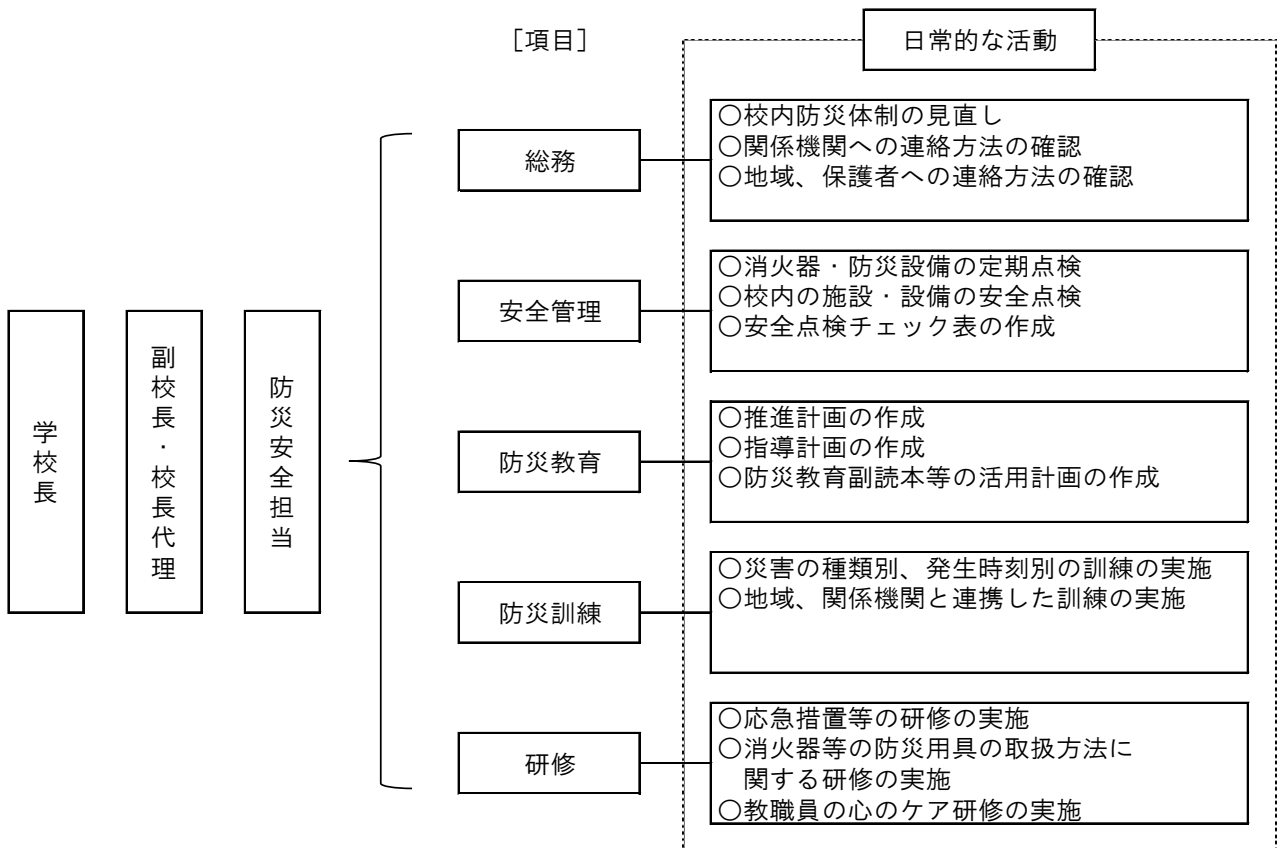 ［項目］
日常的な活動
学校長
副校長・校長代理
防災安全担当
総務
○校内防災体制の見直し
○関係機関への連絡方法の確認
○地域、保護者への連絡方法の確認
安全管理
○消火器・防災設備の定期点検
○校内の施設・設備の安全点検
○安全点検チェック表の作成
防災教育
○推進計画の作成
○指導計画の作成
○防災教育副読本等の活用計画の作成
防災訓練
○災害の種類別、発生時刻別の訓練の実施
○地域、関係機関と連携した訓練の実施
研修
○応急措置等の研修の実施
○消火器等の防災用具の取扱方法に
関する研修の実施
○教職員の心のケア研修の実施